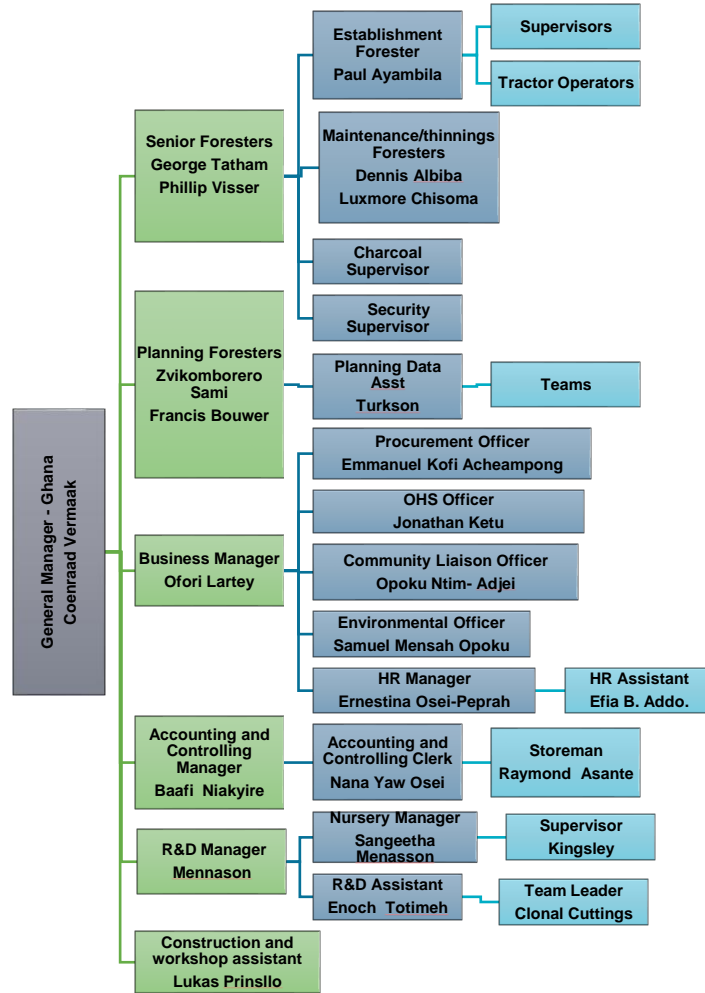 General Manager - Ghana
Coenraad Vermaak
Senior Foresters
George Tatham
Phillip Visser
Establishment
Forester
Paul Ayambila
Supervisors
Tractor Operators
Maintenance/thinnings
Foresters
Dennis Albiba
Luxmore Chisoma
Charcoal
Supervisor
Security
Supervisor
Planning Foresters
Zvikomborero
Sami
Francis Bouwer
Planning Data
Asst
Turkson
Teams
Business Manager
Ofori Lartey
Procurement Officer
Emmanuel Kofi Acheampong
OHS Officer
Jonathan Ketu
Community Liaison Officer
Opoku Ntim- Adjei
Environmental Officer
Samuel Mensah Opoku
HR Manager
Ernestina Osei-Peprah
HR Assistant
Efia B. Addo.
Accounting and
Controlling
Manager
Baafi Niakyire
Accounting and
Controlling Clerk
Nana Yaw Osei
Storeman
Raymond Asante
R&D Manager
Mennason
Nursery Manager
Sangeetha
Menasson
Supervisor
Kingsley
R&D Assistant
Enoch Totimeh
Team Leader
Clonal Cuttings
Construction and
workshop assistant
Lukas Prinsllo